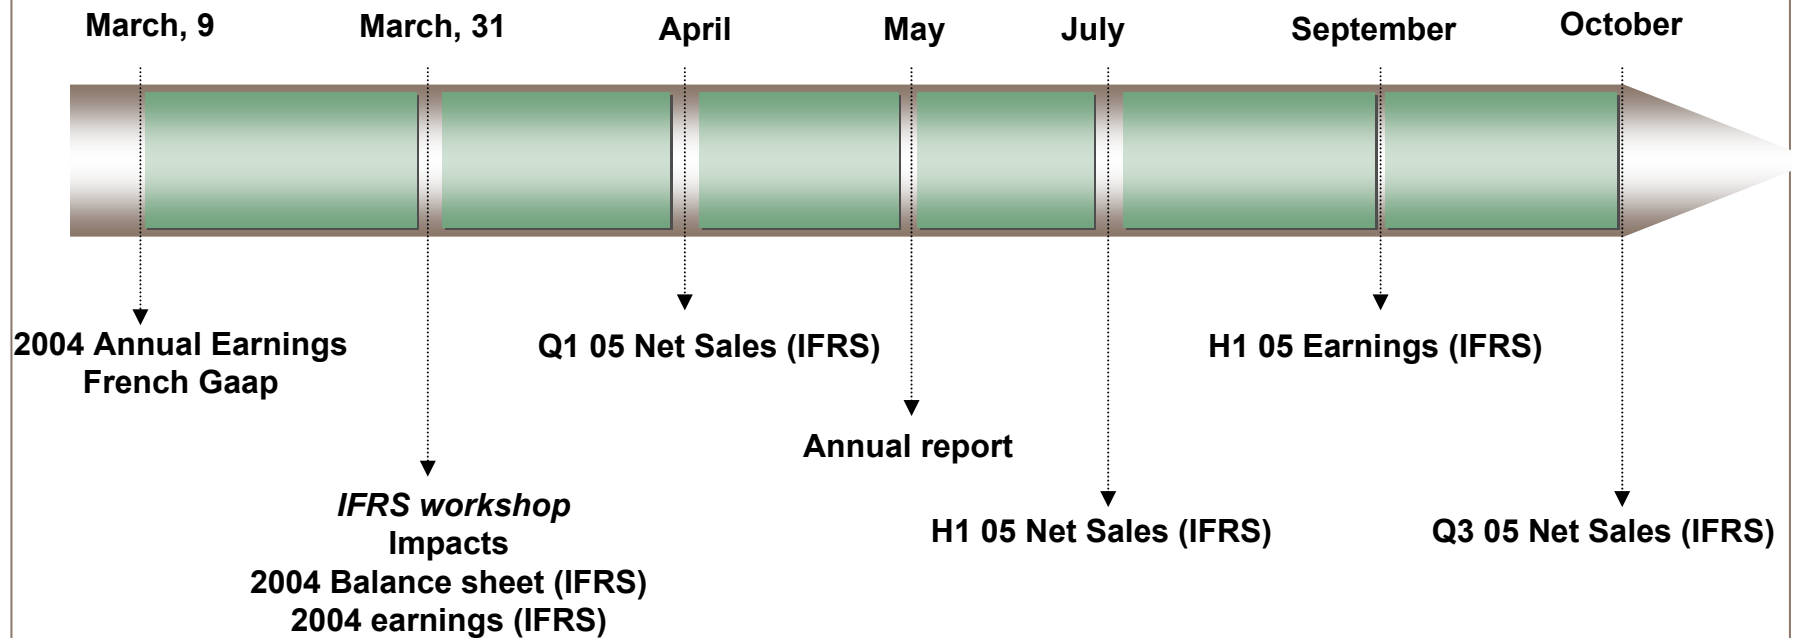 March, 9
March, 31
April
May
July
September
October
2004 Annual Earnings
French Gaap
Q1 05 Net Sales (IFRS)
H1 05 Earnings (IFRS)
Annual report
IFRS workshop
Impacts
2004 Balance sheet (IFRS)
2004 earnings (IFRS)
H1 05 Net Sales (IFRS)
Q3 05 Net Sales (IFRS)